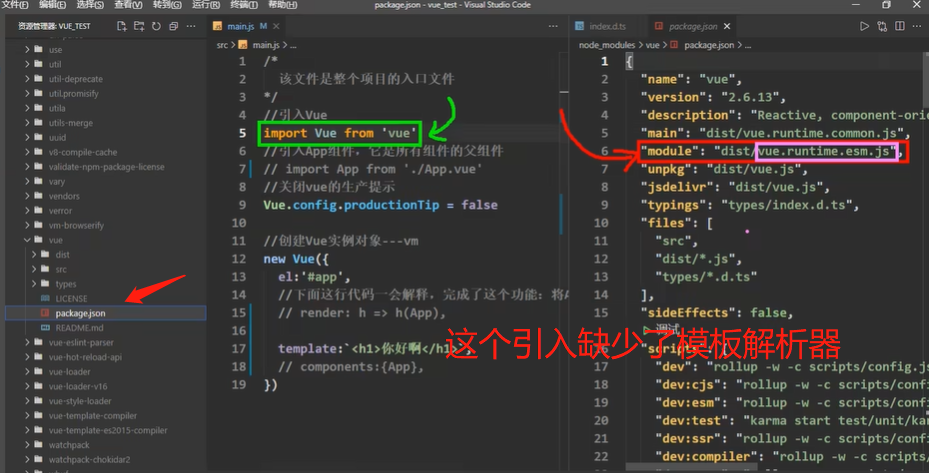 文件(F) 编辑(E) 选择(S) 查看(V) 转到(G) 运行(R) 终端(T) 帮助(H)
package.json - vue_test - Visual Studio Code
资源管理器: VUE_TEST
use
util
util-deprecate
util.promisify
utila
utils-merge
uuid
v8-compile-cache
validate-npm-package-license
vary
vendors
verror
vm-browserify
vue
dist
src
types
LICENSE
package.json
README.md
vue-eslint-parser
vue-hot-reload-api
vue-loader
vue-loader-v16
vue-style-loader
vue-template-compiler
vue-template-es2015-compiler
watchpack
watchpack-chokidar2
main.js M
src > main.js > ...
1 /*
2 该文件是整个项目的入口文件
3 */
4 //引入Vue
5 import Vue from 'vue'
6 //引入App组件，它是所有组件的父组件
7 // import App from './App.vue
8 //关闭vue的生产提示
9 Vue.config.productionTip = false
10
11 //创建Vue实例对象---vm
12 new Vue({
13 el:'#app',
14 //下面这行代码一会解释，完成了这个功能：将A
15 // render: h => h(App),
16
17 template:`<h1>你好啊</h1>`,
18 // components:{App},
19 })
index.d.ts
package.json
node_modules > vue > package.json > ...
1 {
2 "name": "vue",
3 "version": "2.6.13",
4 "description": "Reactive, component-orie
5 "main": "dist/vue.runtime.common.js",
6 "module": "dist/vue.runtime.esm.js",
7 "unpkg": "dist/vue.js",
8 "jsdelivr": "dist/vue.js",
9 "typings": "types/index.d.ts",
10 "files": [
11 "src",
12 "dist/*.js",
13 "types/*.d.ts"
14 ],
15 "sideEffects": false,
调试
16 "scripts": {
17 "dev": "rollup -w -c scripts/config.js
18 "dev:cjs": "rollup -w -c scripts/confi
19 "dev:esm": "rollup -w -c scripts/confi
20 "dev:test": "karma start test/unit/kar
21 "dev:ssr": "rollup -w -c scripts/confi
22 "dev:compiler": "rollup -w -c scripts/
这个引入缺少了模板解析器